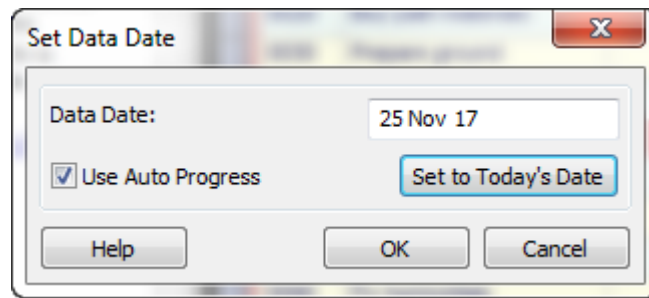 Set Data Date
Data Date:
25 Nov 17
Use Auto Progress
Set to Today's Date
Help
OK
Cancel